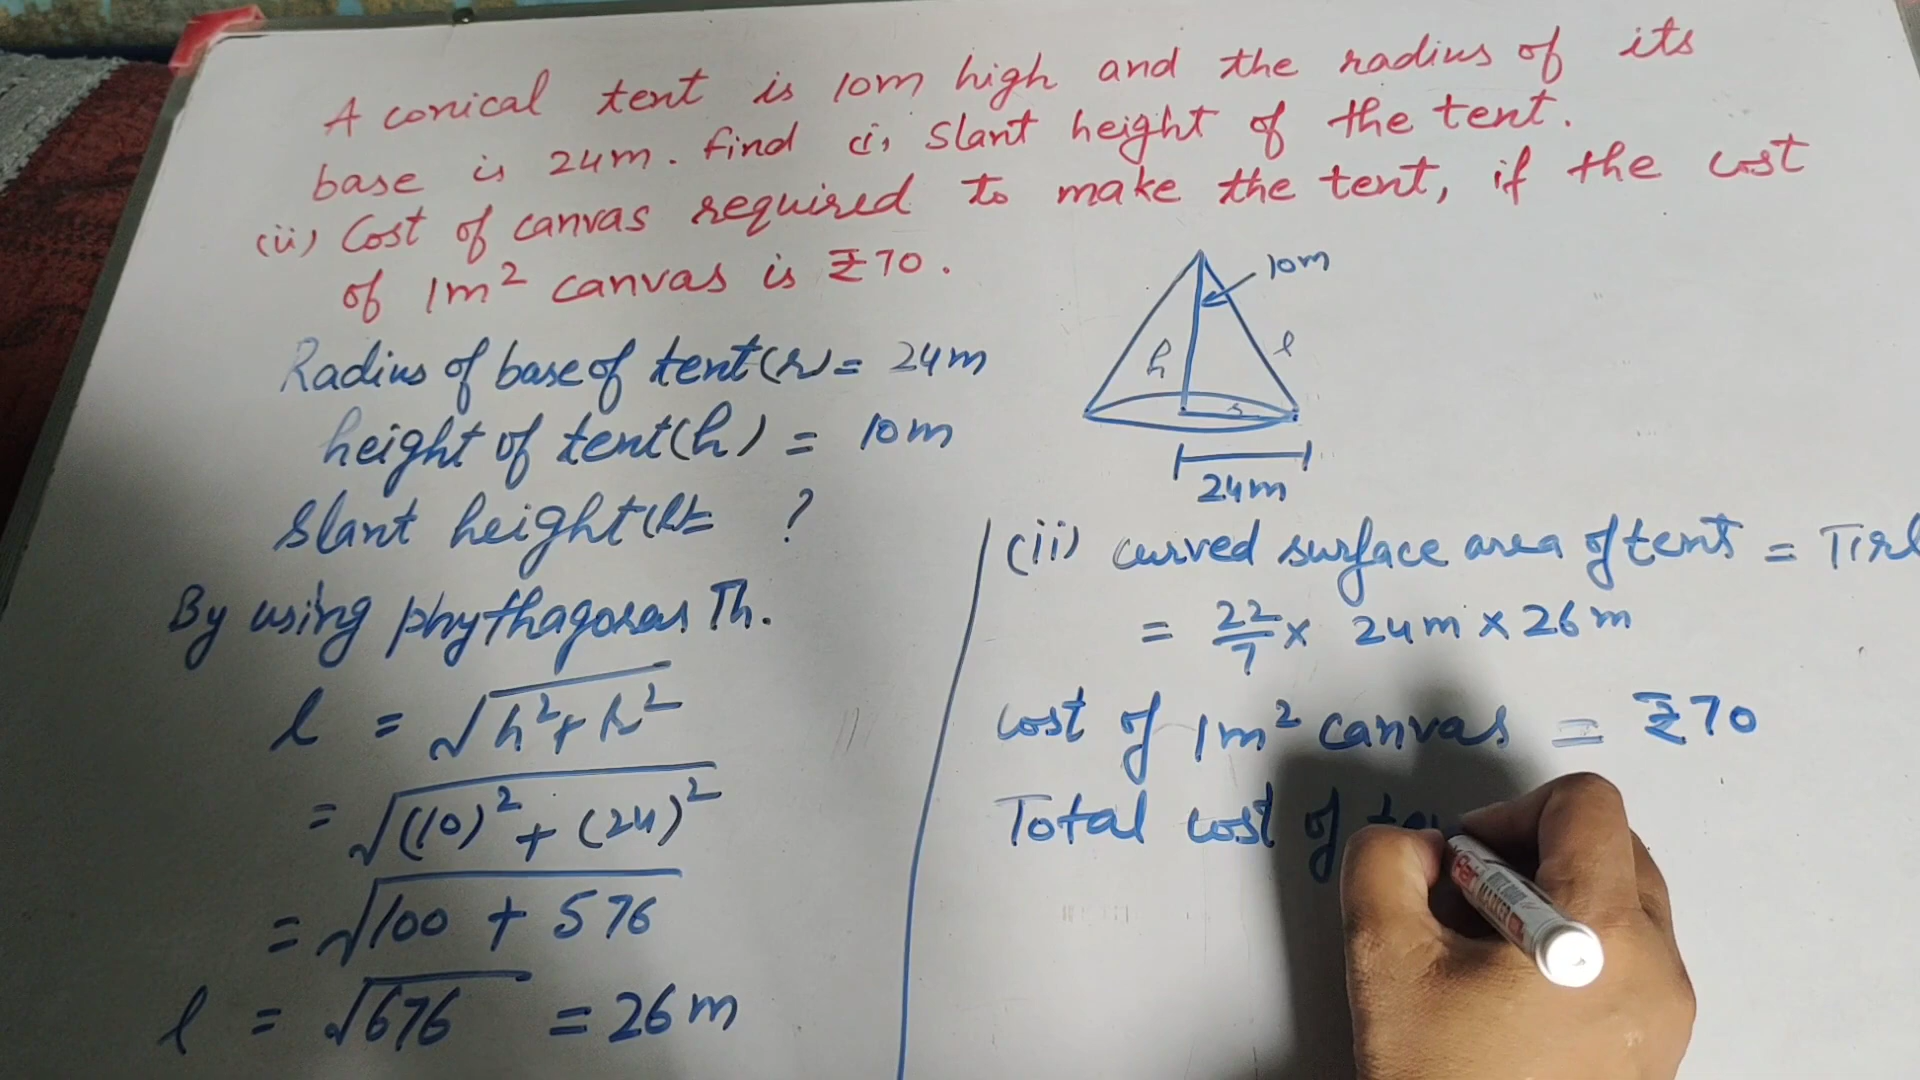 A conical tent is 10m high and the radius of its
base is 24m. find (i) Slant height of the tent.
(ii) Cost of canvas required to make the tent, if the cost
of 1m² canvas is ₹70.
10m
h
l
r
24m
Radius of base of tent(r) = 24m
height of tent(h) = 10m
Slant height(l)= ?
By using phythagoras Th.
l = √h²+r²
= √(10)²+(24)²
= √100 + 576
l = √676 = 26m
(ii) curved surface area of tent = πrl
= 22/7 × 24m × 26m
cost of 1m² canvas = ₹70
Total cost of
MARKER